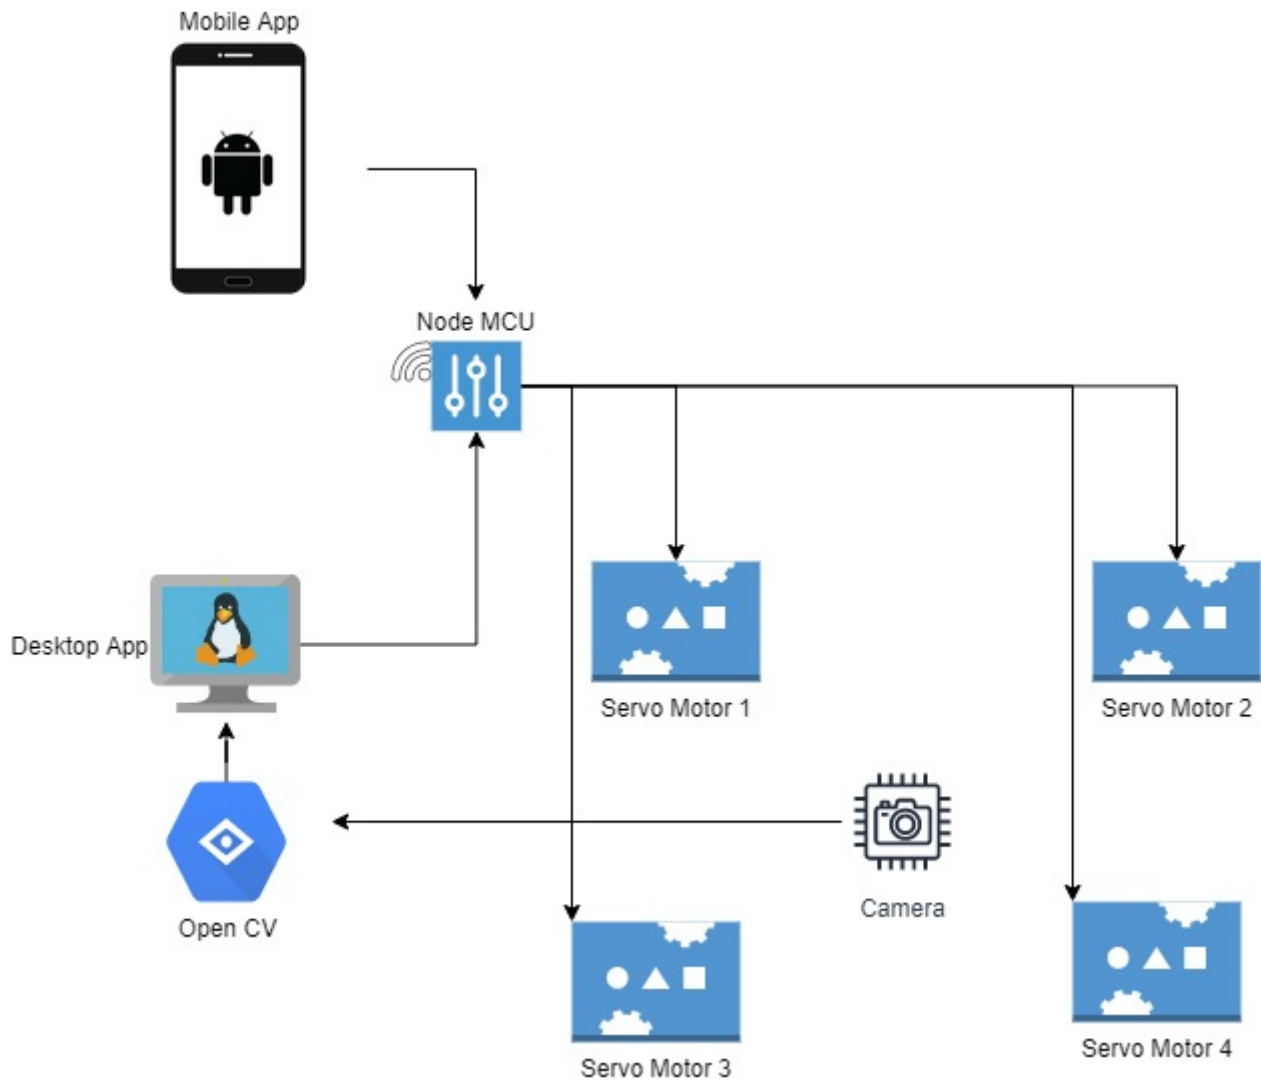 Mobile App
Node MCU
Desktop App
Servo Motor 1
Servo Motor 2
Open CV
Camera
Servo Motor 3
Servo Motor 4